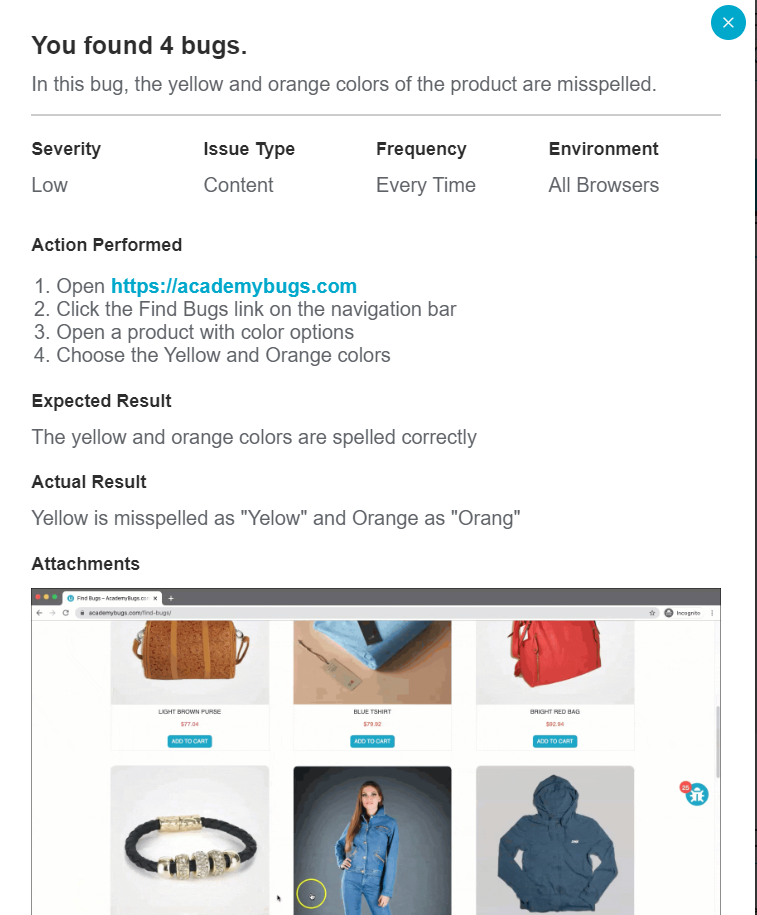 You found 4 bugs.
In this bug, the yellow and orange colors of the product are misspelled.
Severity Issue Type Frequency Environment
Low Content Every Time All Browsers
Action Performed
1. Open https://academybugs.com
2. Click the Find Bugs link on the navigation bar
3. Open a product with color options
4. Choose the Yellow and Orange colors
Expected Result
The yellow and orange colors are spelled correctly
Actual Result
Yellow is misspelled as "Yelow" and Orange as "Orang"
Attachments
Find Bugs – AcademyBugs.co
academybugs.com/find-bugs/ Incognito
LIGHT BROWN PURSE BLUE TSHIRT BRIGHT RED BAG
$77.04 $79.92 $92.94
ADD TO CART ADD TO CART ADD TO CART
25